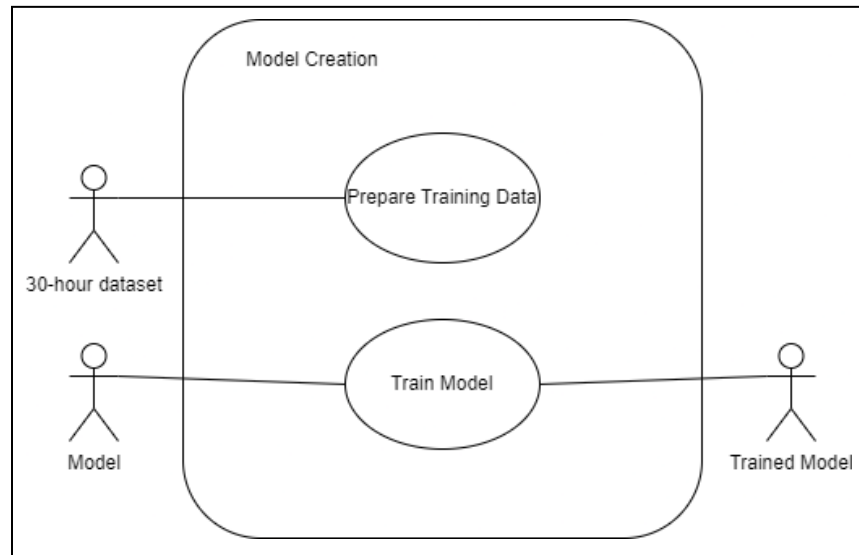 Model Creation
Prepare Training Data
30-hour dataset
Train Model
Model
Trained Model